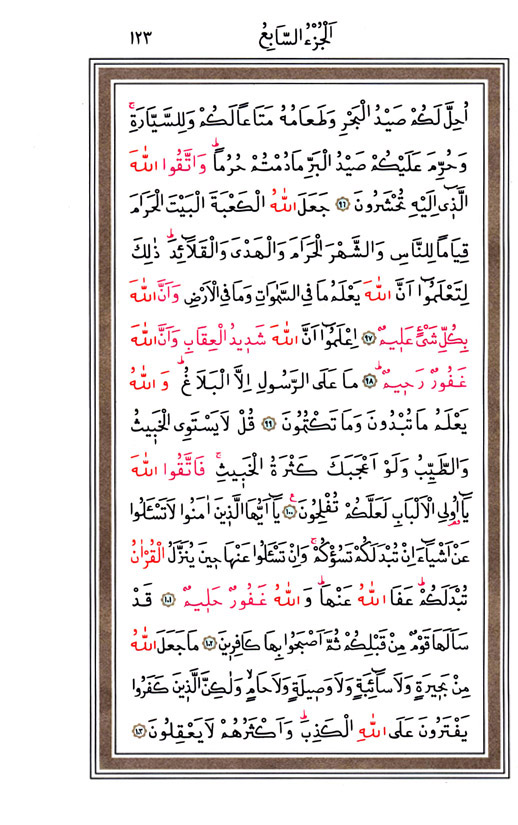 اَلْجُزْءُ السَّابِعُ ١٢٣
اُحِلَّ لَكُمْ صَيْدُ الْبَحْرِ وَطَعَامُهُ مَتَاعًا لَكُمْ وَلِلسَّيَّارَةِۚ
وَحُرِّمَ عَلَيْكُمْ صَيْدُ الْبَرِّ مَا دُمْتُمْ حُرُمًاۜ وَاتَّقُوا اللّٰهَ
الَّذ۪ٓي اِلَيْهِ تُحْشَرُونَ ﴿٩٦﴾ جَعَلَ اللّٰهُ الْكَعْبَةَ الْبَيْتَ الْحَرَامَ
قِيَامًا لِلنَّاسِ وَالشَّهْرَ الْحَرَامَ وَالْهَدْيَ وَالْقَلَٓائِدَۜ ذٰلِكَ
لِتَعْلَمُٓوا اَنَّ اللّٰهَ يَعْلَمُ مَا فِي السَّمٰوَاتِ وَمَا فِي الْاَرْضِ وَاَنَّ اللّٰهَ
بِكُلِّ شَيْءٍ عَل۪يمٌ ﴿٩٧﴾ اِعْلَمُٓوا اَنَّ اللّٰهَ شَد۪يدُ الْعِقَابِ وَاَنَّ اللّٰهَ
غَفُورٌ رَح۪يمٌۜ ﴿٩٨﴾ مَا عَلَى الرَّسُولِ اِلَّا الْبَلَاغُۜ وَاللّٰهُ
يَعْلَمُ مَا تُبْدُونَ وَمَا تَكْتُمُونَ ﴿٩٩﴾ قُلْ لَا يَسْتَوِي الْخَب۪يثُ
وَالطَّيِّبُ وَلَوْ اَعْجَبَكَ كَثْرَةُ الْخَب۪يثِۚ فَاتَّقُوا اللّٰهَ
يَٓا اُو۬لِي الْاَلْبَابِ لَعَلَّكُمْ تُفْلِحُونَ۟ ﴿١٠٠﴾ يَٓا اَيُّهَا الَّذ۪ينَ اٰمَنُوا لَا تَسْـَٔلُوا
عَنْ اَشْيَٓاءَ اِنْ تُبْدَ لَكُمْ تَسُؤْكُمْۚ وَاِنْ تَسْـَٔلُوا عَنْهَا ح۪ينَ يُنَزَّلُ الْقُرْاٰنُ
تُبْدَ لَكُمْۜ عَفَا اللّٰهُ عَنْهَاۜ وَاللّٰهُ غَفُورٌ حَل۪يمٌ ﴿١٠١﴾ قَدْ
سَاَلَهَا قَوْمٌ مِنْ قَبْلِكُمْ ثُمَّ اَصْبَحُوا بِهَا كَافِر۪ينَ ﴿١٠٢﴾ مَا جَعَلَ اللّٰهُ
مِنْ بَح۪يرَةٍ وَلَا سَٓائِبَةٍ وَلَا وَص۪يلَةٍ وَلَا حَامٍۙ وَلٰكِنَّ الَّذ۪ينَ كَفَرُوا
يَفْتَرُونَ عَلَى اللّٰهِ الْكَذِبَۜ وَاَكْثَرُهُمْ لَا يَعْقِلُونَ ﴿١٠٣﴾